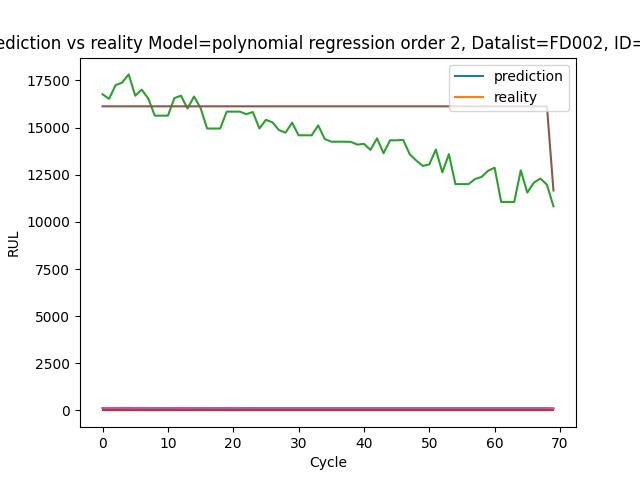 ediction vs reality Model=polynomial regression order 2, Datalist=FD002, ID=
prediction
reality
17500
15000
12500
10000
7500
5000
2500
0
RUL
0 10 20 30 40 50 60 70
Cycle